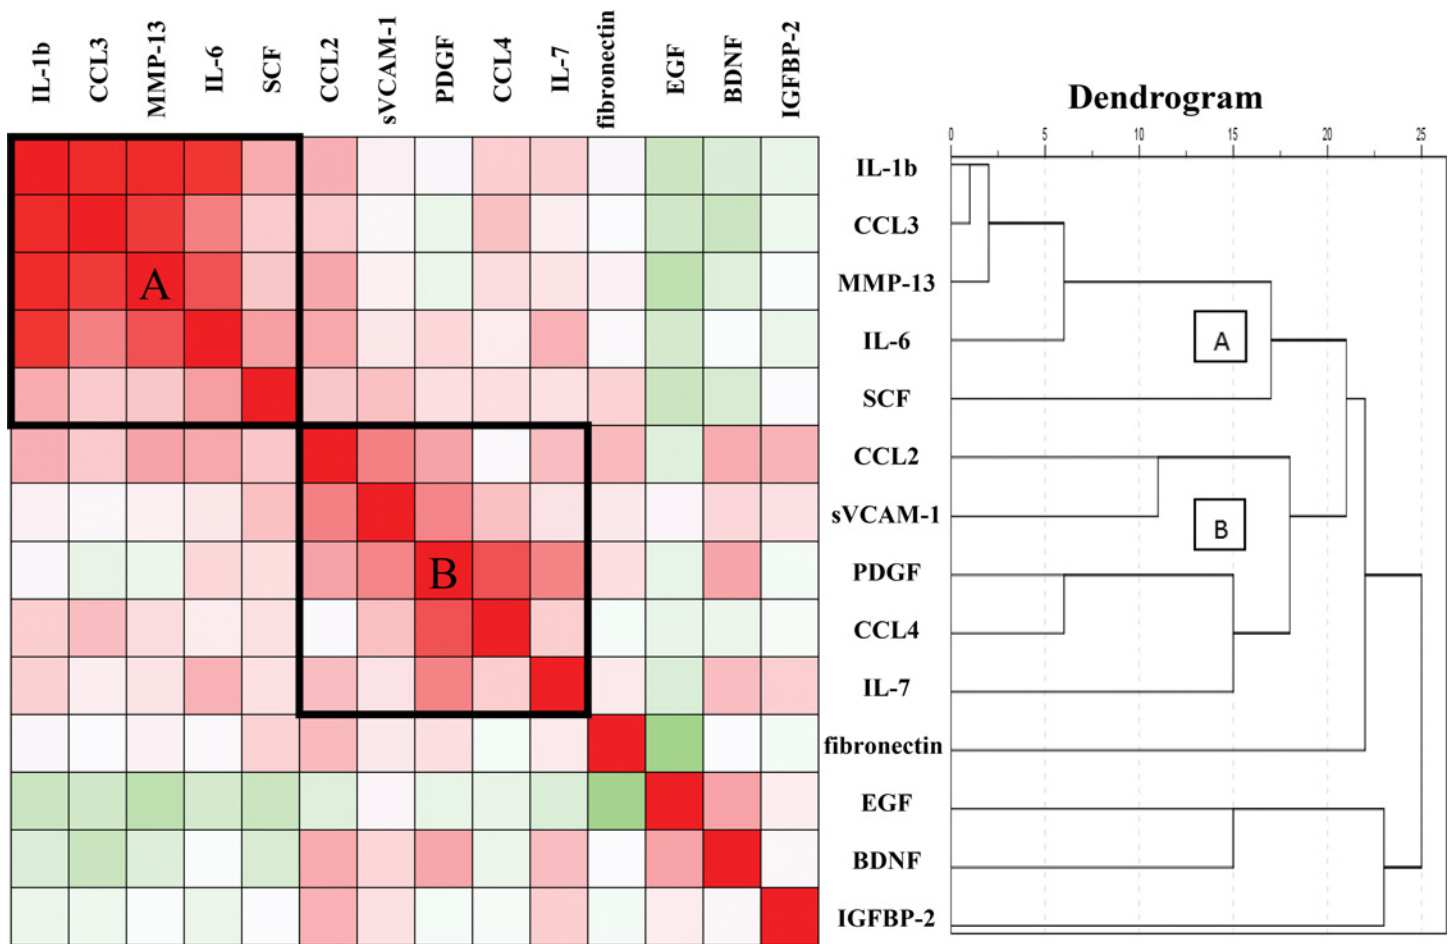 IL-1b CCL3 MMP-13 IL-6 SCF CCL2 sVCAM-1 PDGF CCL4 IL-7 fibronectin EGF BDNF IGFBP-2
Dendrogram
0 5 10 15 20 25
IL-1b
CCL3
A MMP-13
IL-6 A
SCF
CCL2
sVCAM-1 B
B PDGF
CCL4
IL-7
fibronectin
EGF
BDNF
IGFBP-2